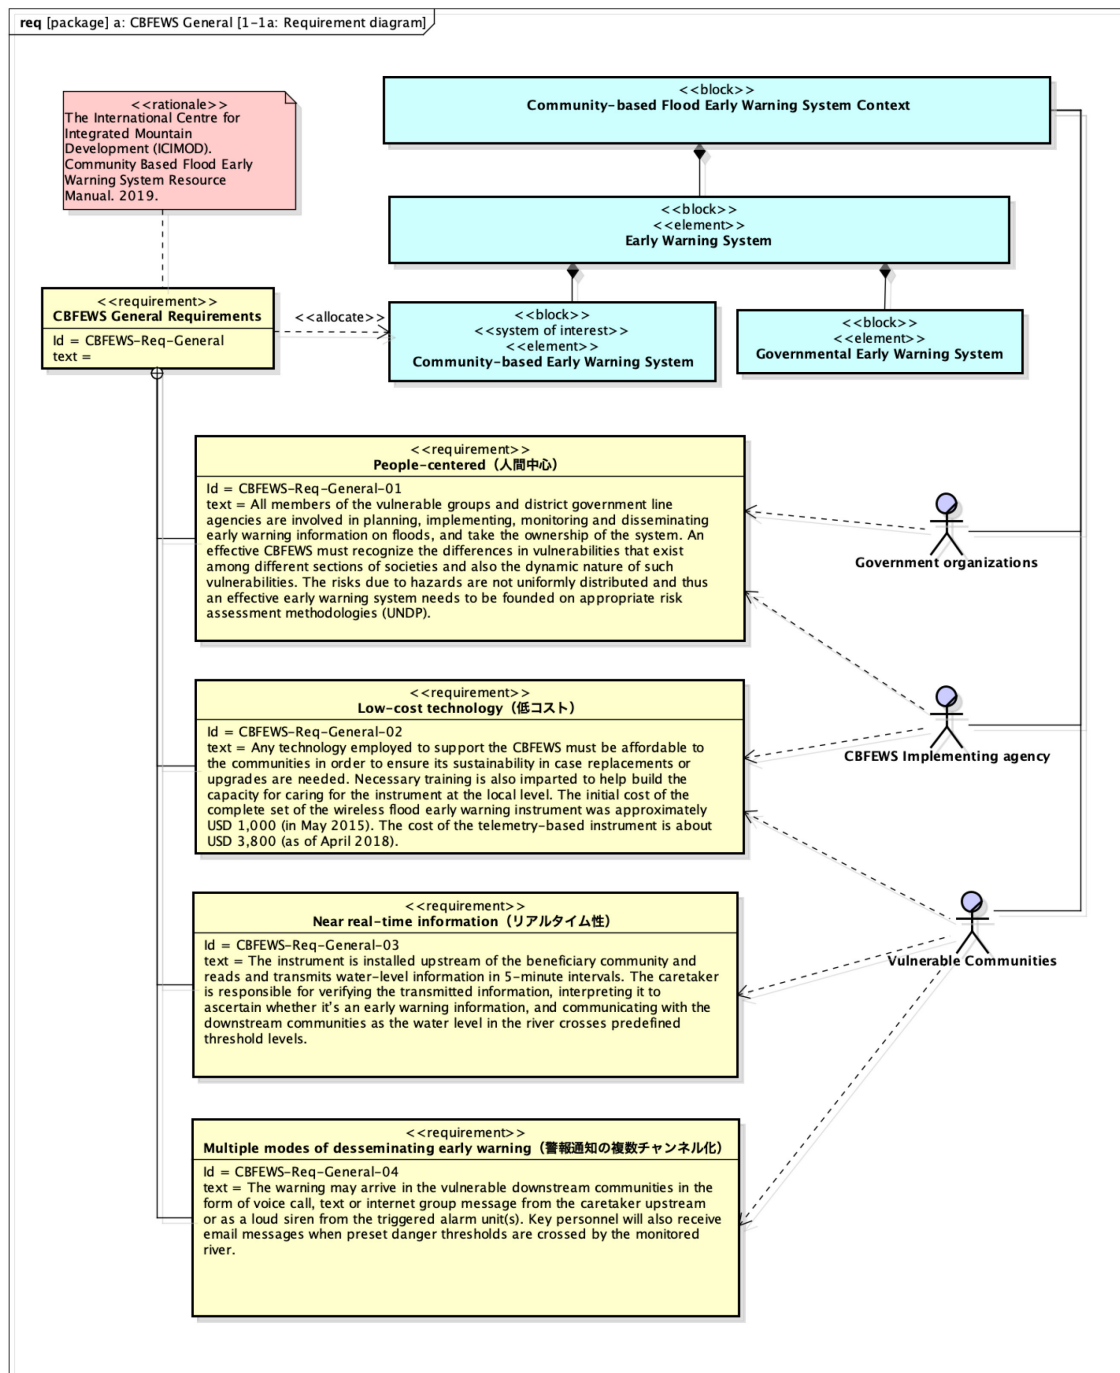 req [package] a: CBFEWS General [1-1a: Requirement diagram]
<<rationale>>
The International Centre for
Integrated Mountain
Development (ICIMOD).
Community Based Flood Early
Warning System Resource
Manual. 2019.
<<block>>
Community-based Flood Early Warning System Context
<<block>>
<<element>>
Early Warning System
<<requirement>>
CBFEWS General Requirements
Id = CBFEWS-Req-General
text =
<<allocate>>
<<block>>
<<system of interest>>
<<element>>
Community-based Early Warning System
<<block>>
<<element>>
Governmental Early Warning System
<<requirement>>
People-centered（人間中心）
Id = CBFEWS-Req-General-01
text = All members of the vulnerable groups and district government line
agencies are involved in planning, implementing, monitoring and disseminating
early warning information on floods, and take the ownership of the system. An
effective CBFEWS must recognize the differences in vulnerabilities that exist
among different sections of societies and also the dynamic nature of such
vulnerabilities. The risks due to hazards are not uniformly distributed and thus
an effective early warning system needs to be founded on appropriate risk
assessment methodologies (UNDP).
Government organizations
<<requirement>>
Low-cost technology（低コスト）
Id = CBFEWS-Req-General-02
text = Any technology employed to support the CBFEWS must be affordable to
the communities in order to ensure its sustainability in case replacements or
upgrades are needed. Necessary training is also imparted to help build the
capacity for caring for the instrument at the local level. The initial cost of the
complete set of the wireless flood early warning instrument was approximately
USD 1,000 (in May 2015). The cost of the telemetry-based instrument is about
USD 3,800 (as of April 2018).
CBFEWS Implementing agency
<<requirement>>
Near real-time information（リアルタイム性）
Id = CBFEWS-Req-General-03
text = The instrument is installed upstream of the beneficiary community and
reads and transmits water-level information in 5-minute intervals. The caretaker
is responsible for verifying the transmitted information, interpreting it to
ascertain whether it's an early warning information, and communicating with the
downstream communities as the water level in the river crosses predefined
threshold levels.
Vulnerable Communities
<<requirement>>
Multiple modes of desseminating early warning（警報通知の複数チャンネル化）
Id = CBFEWS-Req-General-04
text = The warning may arrive in the vulnerable downstream communities in the
form of voice call, text or internet group message from the caretaker upstream
or as a loud siren from the triggered alarm unit(s). Key personnel will also receive
email messages when preset danger thresholds are crossed by the monitored
river.